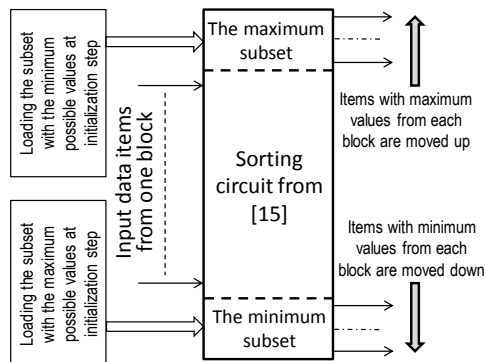 Loading the subset
with the minimum
possible values at
initialization step
The maximum
subset
Items with maximum
values from each
block are moved up
Input data items
from one block
Sorting
circuit from
[15]
Loading the subset
with the maximum
possible values at
initialization step
Items with minimum
values from each
block are moved down
The minimum
subset